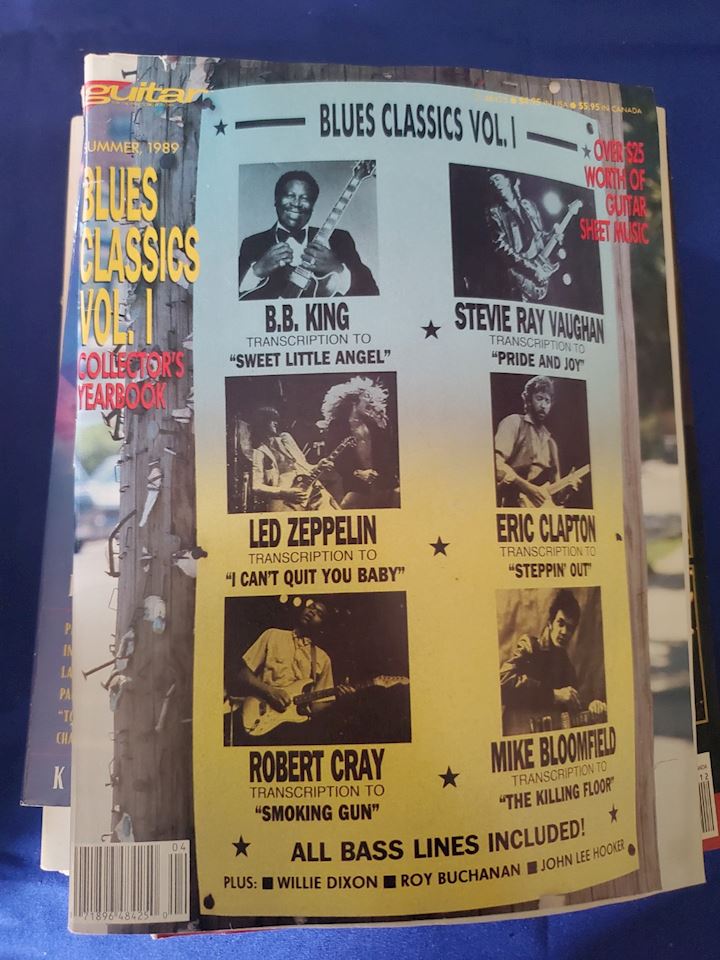 guitar
$4.95 IN USA ● $5.95 IN CANADA
SUMMER, 1989
BLUES
CLASSICS
VOL. I
COLLECTOR'S
YEARBOOK
★ BLUES CLASSICS VOL. I ★
OVER $25
WORTH OF
GUITAR
SHEET MUSIC
B.B. KING
TRANSCRIPTION TO
"SWEET LITTLE ANGEL"
★
STEVIE RAY VAUGHAN
TRANSCRIPTION TO
"PRIDE AND JOY"
LED ZEPPELIN
TRANSCRIPTION TO
"I CAN'T QUIT YOU BABY"
★
ERIC CLAPTON
TRANSCRIPTION TO
"STEPPIN' OUT"
ROBERT CRAY
TRANSCRIPTION TO
"SMOKING GUN"
★
MIKE BLOOMFIELD
TRANSCRIPTION TO
"THE KILLING FLOOR"
★ ALL BASS LINES INCLUDED! ★
PLUS: ■ WILLIE DIXON ■ ROY BUCHANAN ■ JOHN LEE HOOKER
04
71896 48425 0
K
12